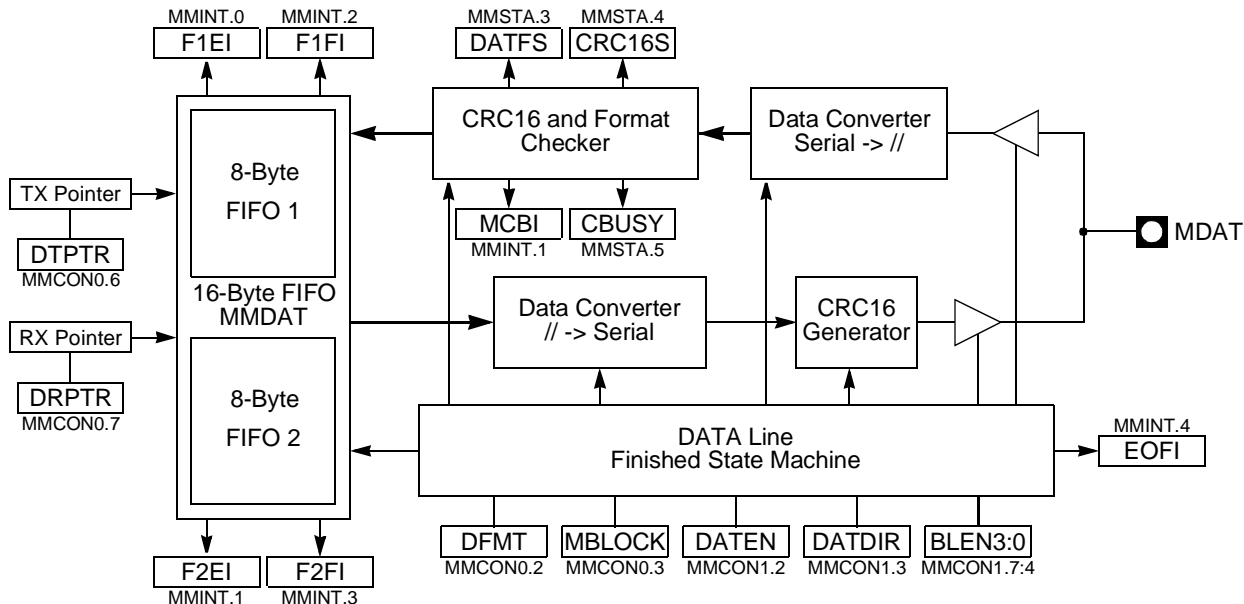 MMINT.0
MMINT.2
MMSTA.3
MMSTA.4
F1EI
F1FI
DATFS
CRC16S
8-Byte
FIFO 1
CRC16 and Format
Checker
Data Converter
Serial -> //
TX Pointer
DTPTR
MMCON0.6
MCBI
MMINT.1
CBUSY
MMSTA.5
MDAT
16-Byte FIFO
MMDAT
Data Converter
// -> Serial
CRC16
Generator
RX Pointer
DRPTR
MMCON0.7
8-Byte
FIFO 2
DATA Line
Finished State Machine
MMINT.4
EOFI
F2EI
MMINT.1
F2FI
MMINT.3
DFMT
MMCON0.2
MBLOCK
MMCON0.3
DATEN
MMCON1.2
DATDIR
MMCON1.3
BLEN3:0
MMCON1.7:4